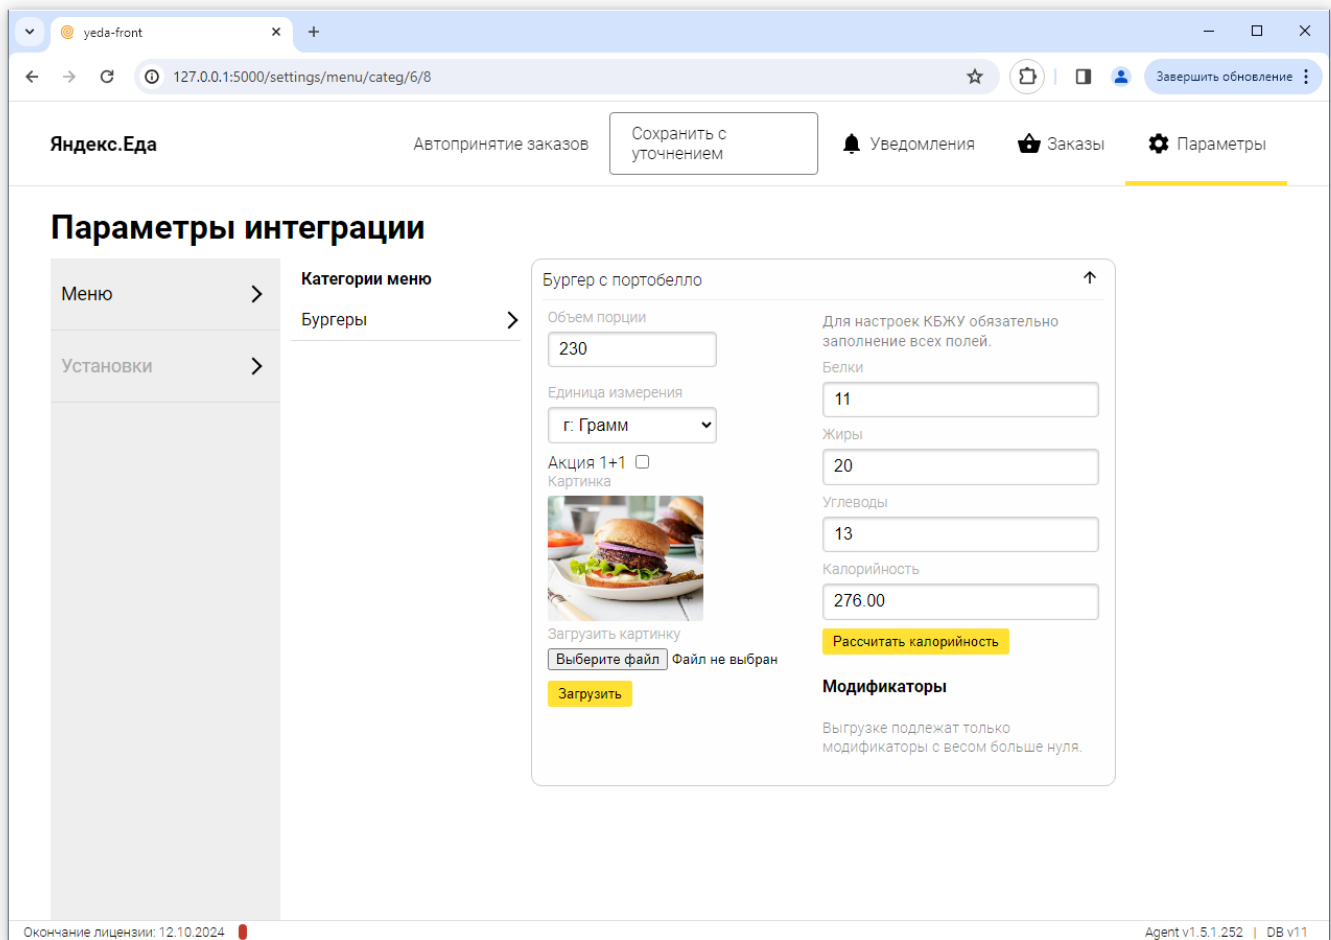 yeda-front
127.0.0.1:5000/settings/menu/categ/6/8
Завершить обновление
Яндекс.Еда
Автопринятие заказов
Сохранить с
уточнением
Уведомления
Заказы
Параметры
Параметры интеграции
Меню
Установки
Категории меню
Бургеры
Бургер с портобелло
Объем порции
230
Единица измерения
г: Грамм
Акция 1+1
Картинка
Загрузить картинку
Выберите файл Файл не выбран
Загрузить
Для настроек КБЖУ обязательно
заполнение всех полей.
Белки
11
Жиры
20
Углеводы
13
Калорийность
276.00
Рассчитать калорийность
Модификаторы
Выгрузке подлежат только
модификаторы с весом больше нуля.
Окончание лицензии: 12.10.2024
Agent v1.5.1.252 | DB v11